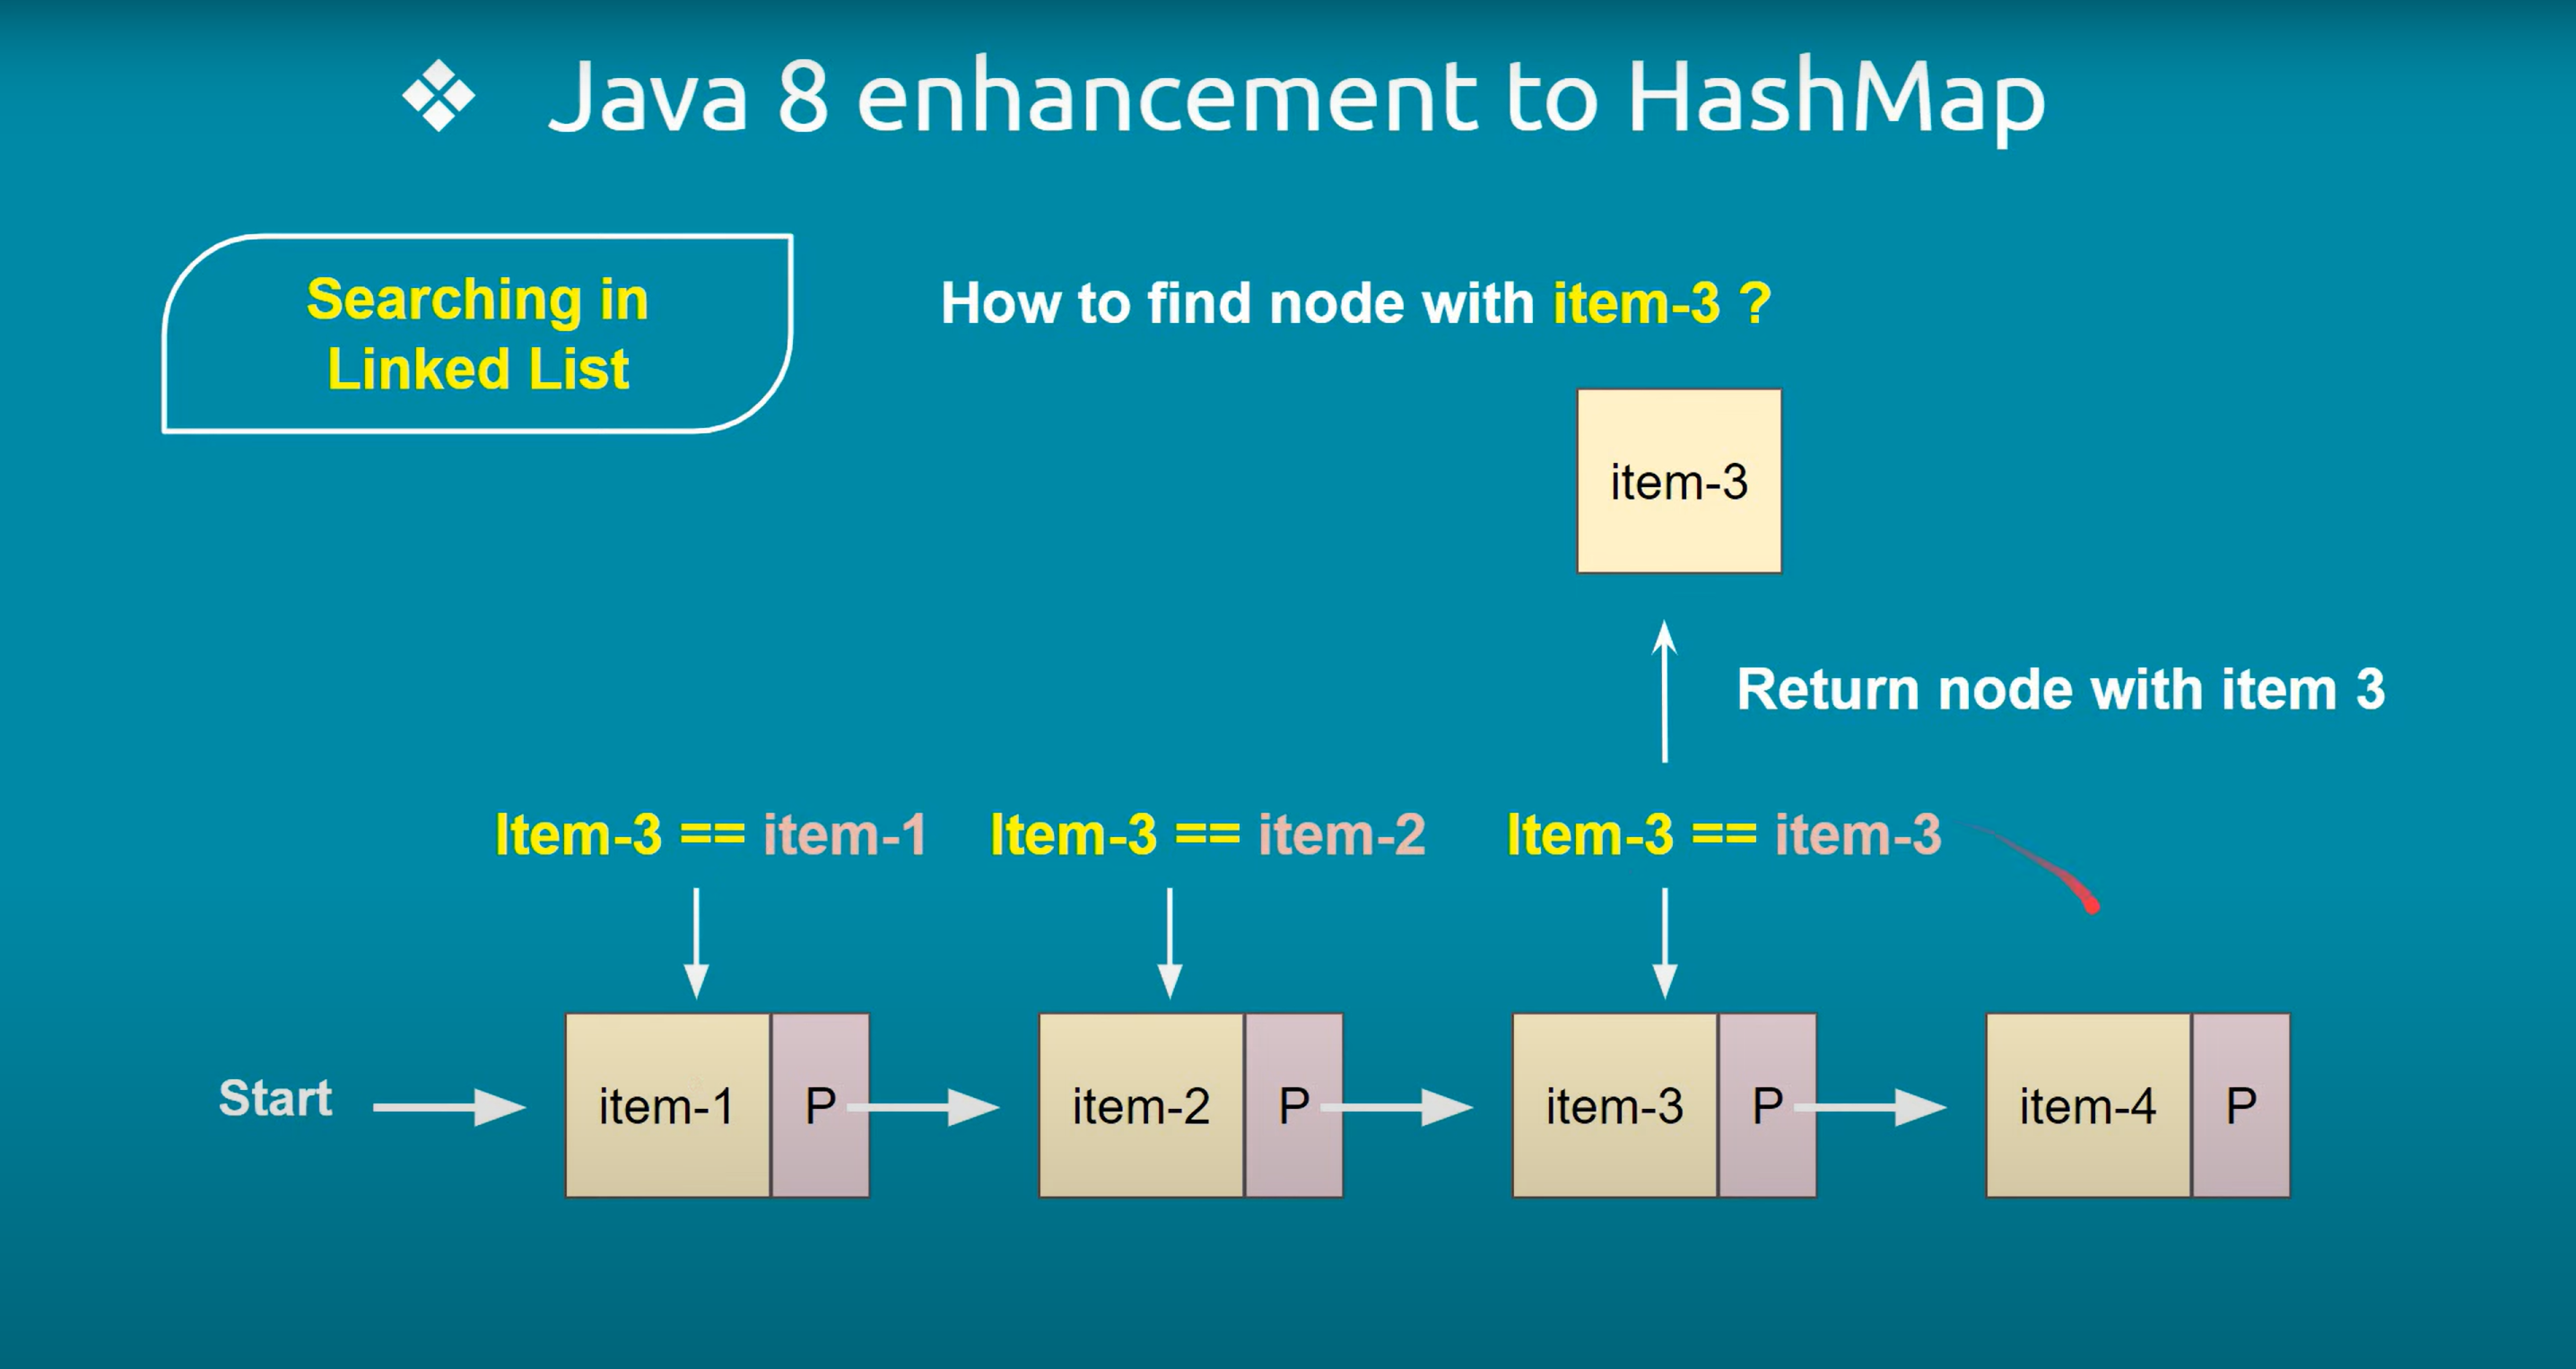 ❖ Java 8 enhancement to HashMap
Searching in
Linked List
How to find node with item-3 ?
item-3
Return node with item 3
Item-3 == item-1
Item-3 == item-2
Item-3 == item-3
Start
item-1 P
item-2 P
item-3 P
item-4 P